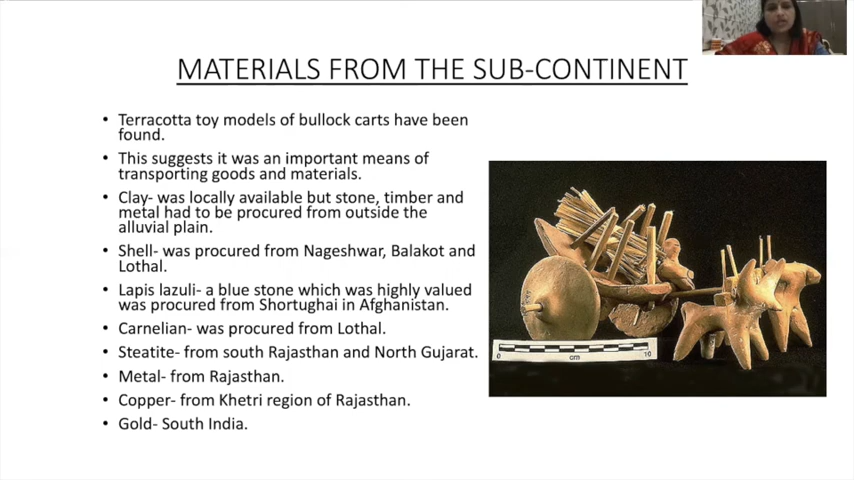 MATERIALS FROM THE SUB-CONTINENT
• Terracotta toy models of bullock carts have been
found.
• This suggests it was an important means of
transporting goods and materials.
• Clay- was locally available but stone, timber and
metal had to be procured from outside the
alluvial plain.
• Shell- was procured from Nageshwar, Balakot and
Lothal.
• Lapis lazuli- a blue stone which was highly valued
was procured from Shortughai in Afghanistan.
• Carnelian- was procured from Lothal.
• Steatite- from south Rajasthan and North Gujarat.
• Metal- from Rajasthan.
• Copper- from Khetri region of Rajasthan.
• Gold- South India.
0 cm 10